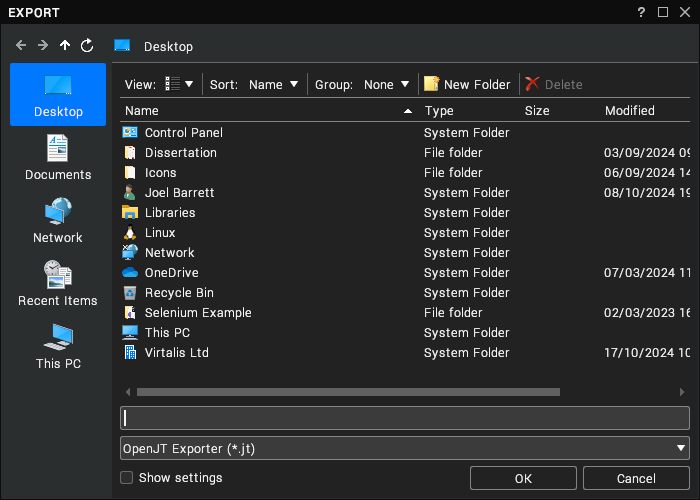 EXPORT ?
Desktop
View: Sort: Name Group: None New Folder Delete
Name Type Size Modified
Desktop
Documents
Network
Recent Items
This PC
Control Panel System Folder
Dissertation File folder 03/09/2024 09
Icons File folder 06/09/2024 14
Joel Barrett System Folder 08/10/2024 19
Libraries System Folder
Linux System Folder
Network System Folder
OneDrive System Folder 07/03/2024 11
Recycle Bin System Folder
Selenium Example File folder 02/03/2023 16
This PC System Folder
Virtalis Ltd System Folder 17/10/2024 10
OpenJT Exporter (*.jt)
Show settings OK Cancel